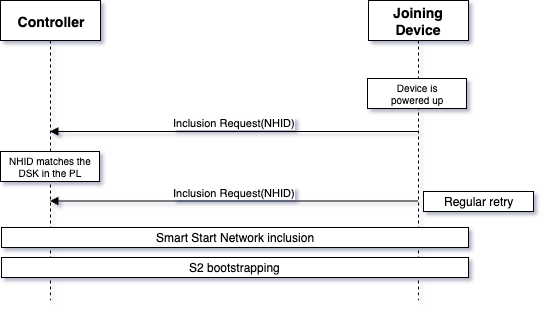 Controller
Joining
Device
Device is
powered up
Inclusion Request(NHID)
NHID matches the
DSK in the PL
Inclusion Request(NHID)
Regular retry
Smart Start Network inclusion
S2 bootstrapping